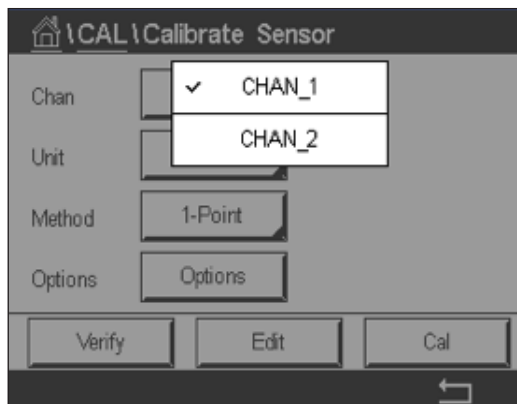 \CAL\Calibrate Sensor
Chan
CHAN_1
CHAN_2
Unit
Method
1-Point
Options
Options
Verify
Edit
Cal